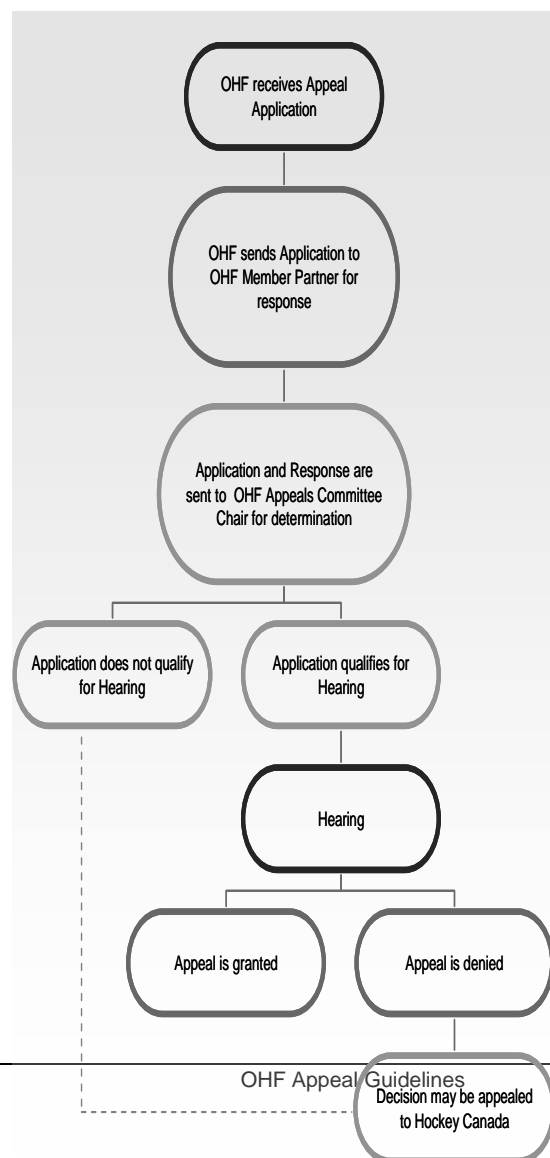 OHF receives Appeal
Application
OHF sends Application to
OHF Member Partner for
response
Application and Response are
sent to OHF Appeals Committee
Chair for determination
Application does not qualify
for Hearing
Application qualifies for
Hearing
Hearing
Appeal is granted
Appeal is denied
OHF Appeal Guidelines
Decision may be appealed
to Hockey Canada